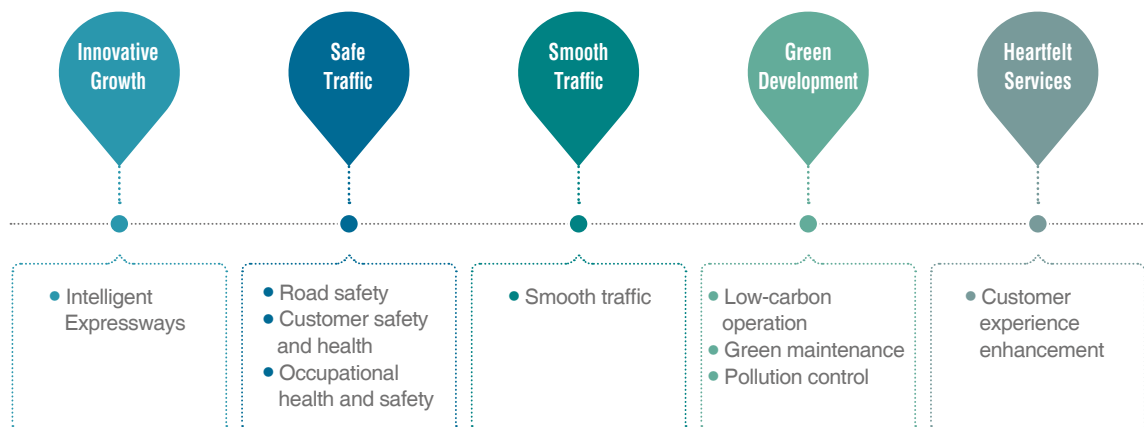 Innovative
Growth
Safe
Traffic
Smooth
Traffic
Green
Development
Heartfelt
Services
Intelligent
Expressways
Road safety
Customer safety
and health
Occupational
health and safety
Smooth traffic
Low-carbon
operation
Green maintenance
Pollution control
Customer
experience
enhancement